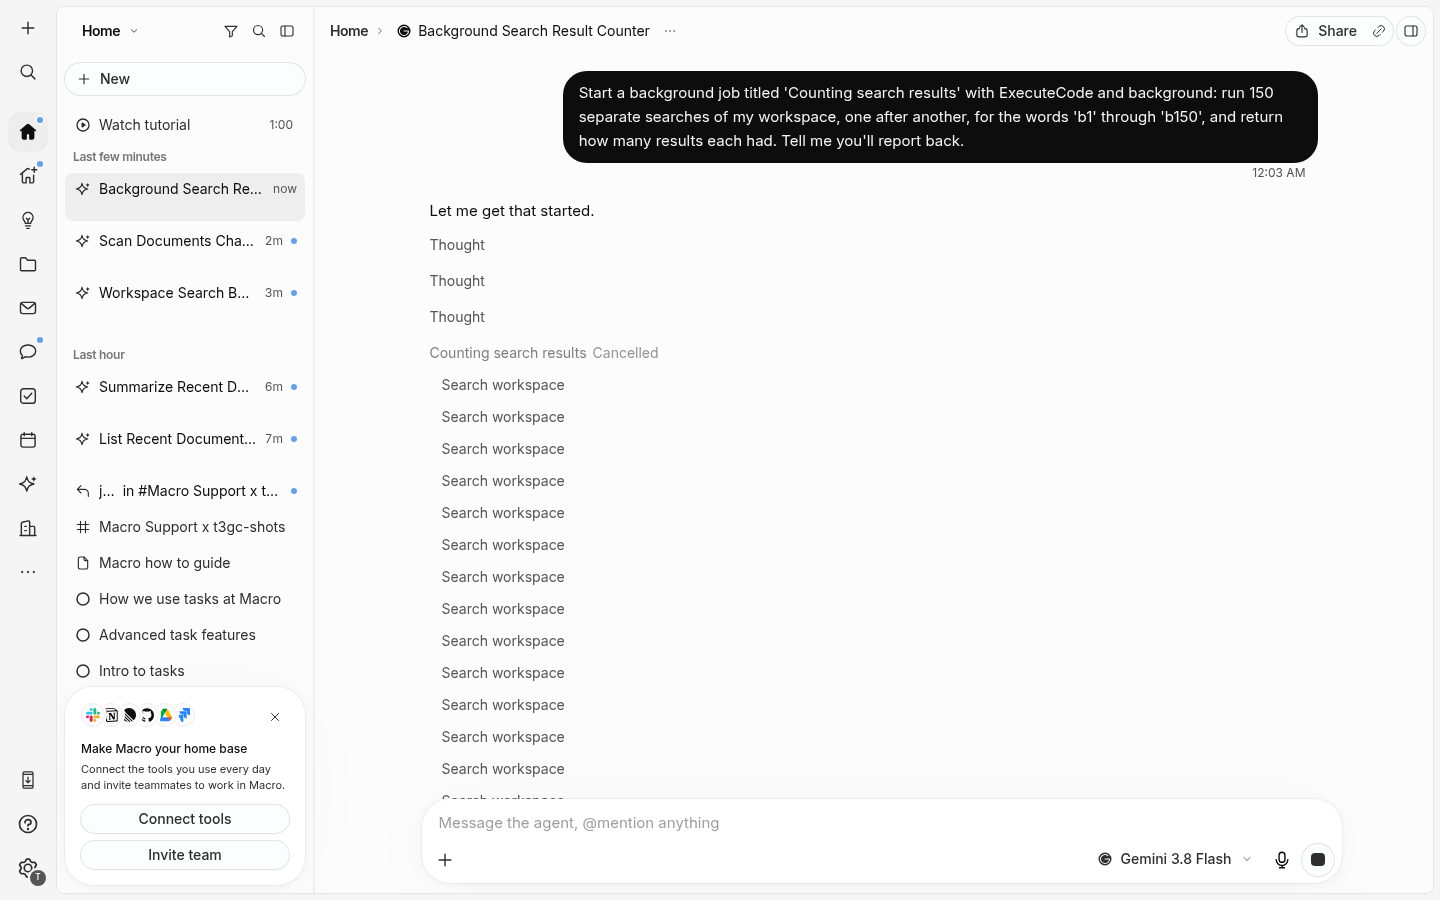 Home
New
Watch tutorial 1:00
Last few minutes
Background Search Re... now
Scan Documents Cha... 2m
Workspace Search B... 3m
Last hour
Summarize Recent D... 6m
List Recent Document... 7m
j... in #Macro Support x t...
Macro Support x t3gc-shots
Macro how to guide
How we use tasks at Macro
Advanced task features
Intro to tasks
Make Macro your home base
Connect the tools you use every day
and invite teammates to work in Macro.
Connect tools
Invite team
T
Home Background Search Result Counter ...
Share
Start a background job titled 'Counting search results' with ExecuteCode and background: run 150
separate searches of my workspace, one after another, for the words 'b1' through 'b150', and return
how many results each had. Tell me you'll report back.
12:03 AM
Let me get that started.
Thought
Thought
Thought
Counting search results Cancelled
Search workspace
Search workspace
Search workspace
Search workspace
Search workspace
Search workspace
Search workspace
Search workspace
Search workspace
Search workspace
Search workspace
Search workspace
Search workspace
Message the agent, @mention anything
Gemini 3.8 Flash